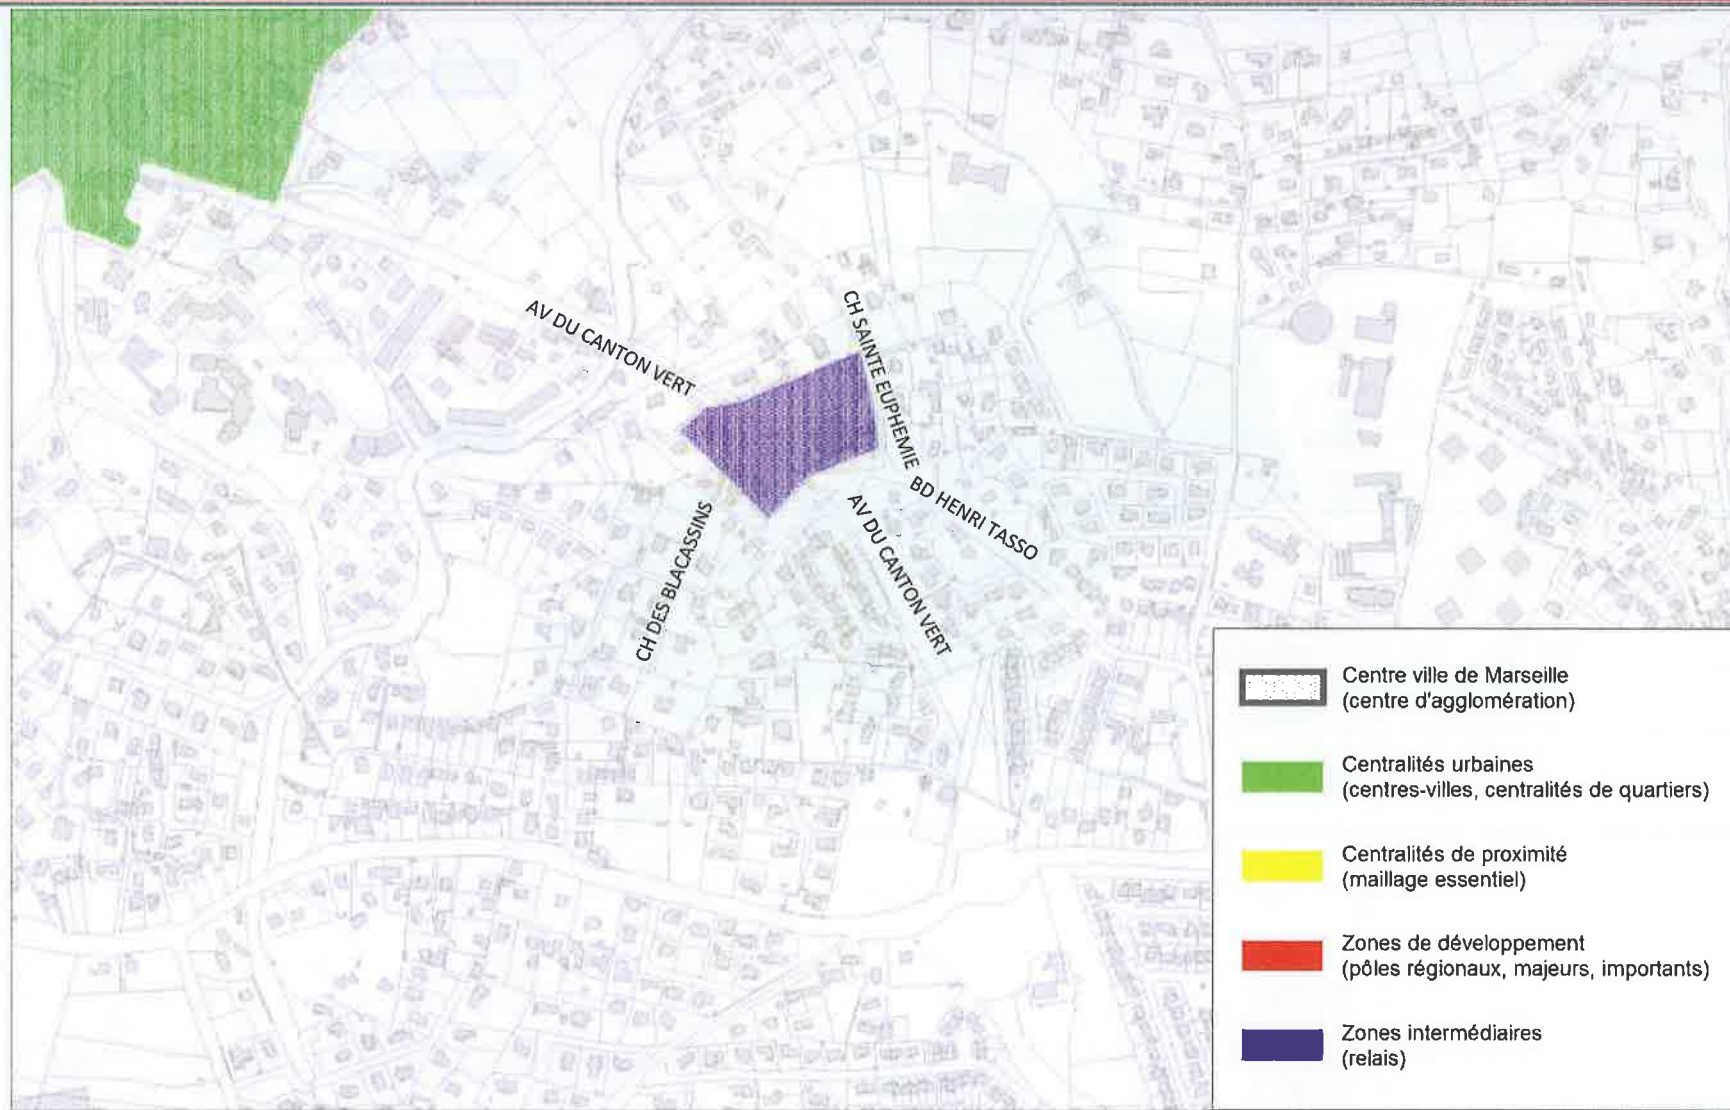 AV DU CANTON VERT
CH SAINTE EUPHEMIE
BD HENRI TASSO
AV DU CANTON VERT
CH DES BLACASSINS
Centre ville de Marseille
(centre d'agglomération)
Centralités urbaines
(centres-villes, centralités de quartiers)
Centralités de proximité
(maillage essentiel)
Zones de développement
(pôles régionaux, majeurs, importants)
Zones intermédiaires
(relais)